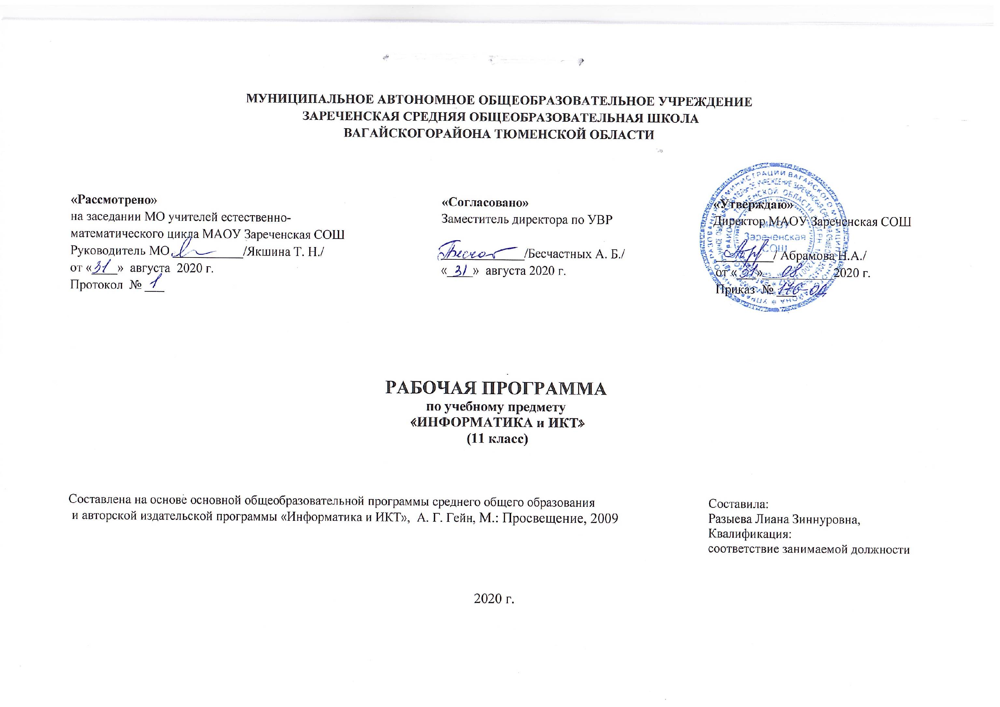 МУНИЦИПАЛЬНОЕ АВТОНОМНОЕ ОБЩЕОБРАЗОВАТЕЛЬНОЕ УЧРЕЖДЕНИЕ
ЗАРЕЧЕНСКАЯ СРЕДНЯЯ ОБЩЕОБРАЗОВАТЕЛЬНАЯ ШКОЛА
ВАГАЙСКОГОРАЙОНА ТЮМЕНСКОЙ ОБЛАСТИ
«Рассмотрено»
на заседании МО учителей естественно-
математического цикла МАОУ Зареченская СОШ
Руководитель МО ___________/Якшина Т. Н./
от «31» августа 2020 г.
Протокол № 1
«Согласовано»
Заместитель директора по УВР
_____________/Бесчастных А. Б./
«31» августа 2020 г.
«Утверждаю»
Директор МАОУ Зареченская СОШ
_________/ Абрамова Н.А./
от «31» 08 2020 г.
Приказ № 176-од
МАОУ
Зареченская
СОШ
РАБОЧАЯ ПРОГРАММА
по учебному предмету
«ИНФОРМАТИКА и ИКТ»
(11 класс)
Составлена на основе основной общеобразовательной программы среднего общего образования
и авторской издательской программы «Информатика и ИКТ», А. Г. Гейн, М.: Просвещение, 2009
Составила:
Разыева Лиана Зиннуровна,
Квалификация:
соответствие занимаемой должности
2020 г.